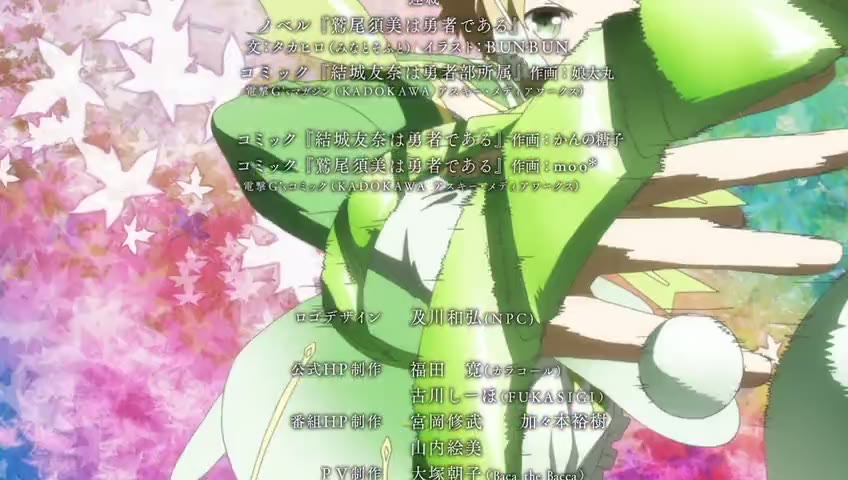 連載
ノベル『鷲尾須美は勇者である』
文：タカヒロ（みなとそふと） イラスト：BUNBUN
コミック『結城友奈は勇者部所属』作画：娘太丸
電撃G'sマガジン（KADOKAWA アスキー・メディアワークス）
コミック『結城友奈は勇者である』作画：かんの糖子
コミック『鷲尾須美は勇者である』作画：moo*
電撃G'sコミック（KADOKAWA アスキー・メディアワークス）
ロゴデザイン 及川和弘（NPC）
公式HP制作 福田 寛（カラコール）
古川しーほ（FUKASIGI）
番組HP制作 宮岡修武 加々本裕樹
山内絵美
PV制作 大塚朝子（Baca the Bacca）